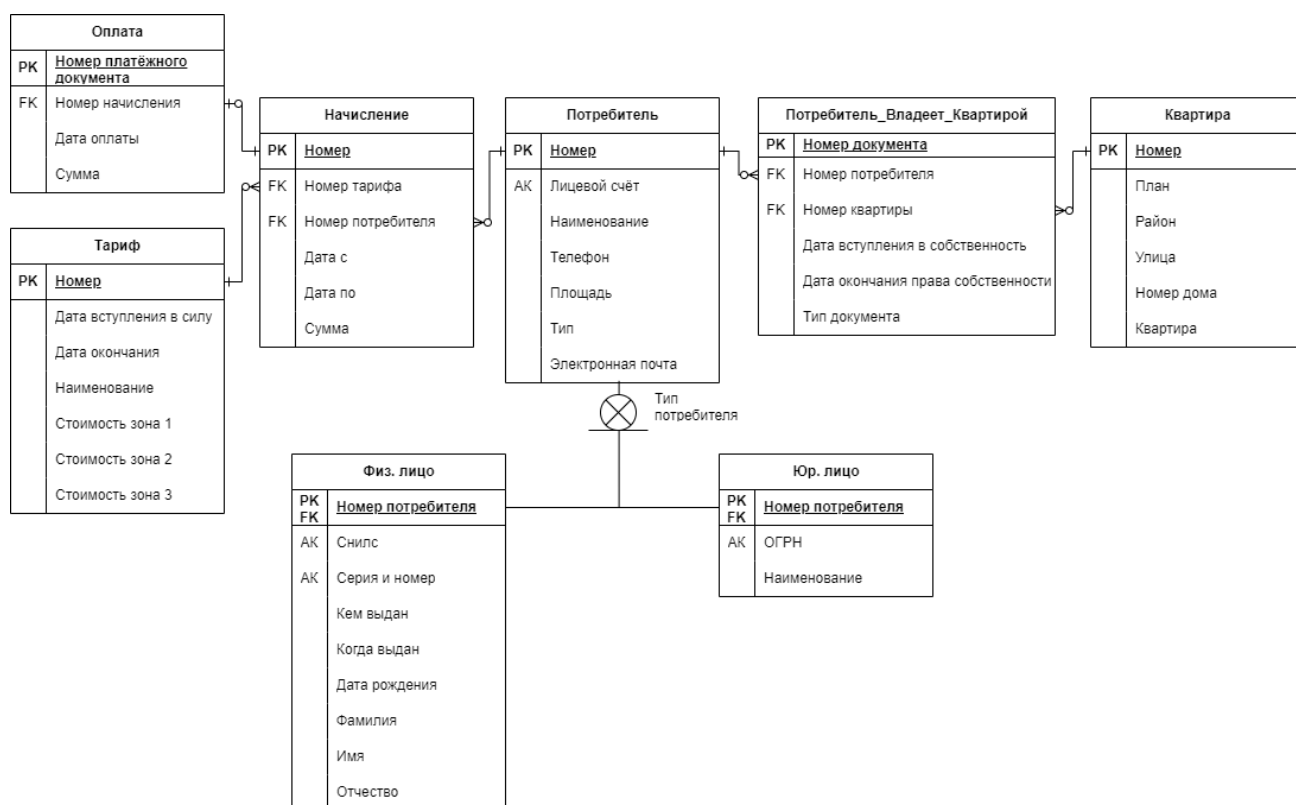 Оплата
PK Номер платёжного
документа
FK Номер начисления
Дата оплаты
Сумма
Тариф
PK Номер
Дата вступления в силу
Дата окончания
Наименование
Стоимость зона 1
Стоимость зона 2
Стоимость зона 3
Начисление
PK Номер
FK Номер тарифа
FK Номер потребителя
Дата с
Дата по
Сумма
Потребитель
PK Номер
АК Лицевой счёт
Наименование
Телефон
Площадь
Тип
Электронная почта
Потребитель_Владеет_Квартирой
PK Номер документа
FK Номер потребителя
FK Номер квартиры
Дата вступления в собственность
Дата окончания права собственности
Тип документа
Квартира
PK Номер
План
Район
Улица
Номер дома
Квартира
Тип
потребителя
Физ. лицо
PK
FK Номер потребителя
АК Снилс
АК Серия и номер
Кем выдан
Когда выдан
Дата рождения
Фамилия
Имя
Отчество
Юр. лицо
PK
FK Номер потребителя
АК ОГРН
Наименование